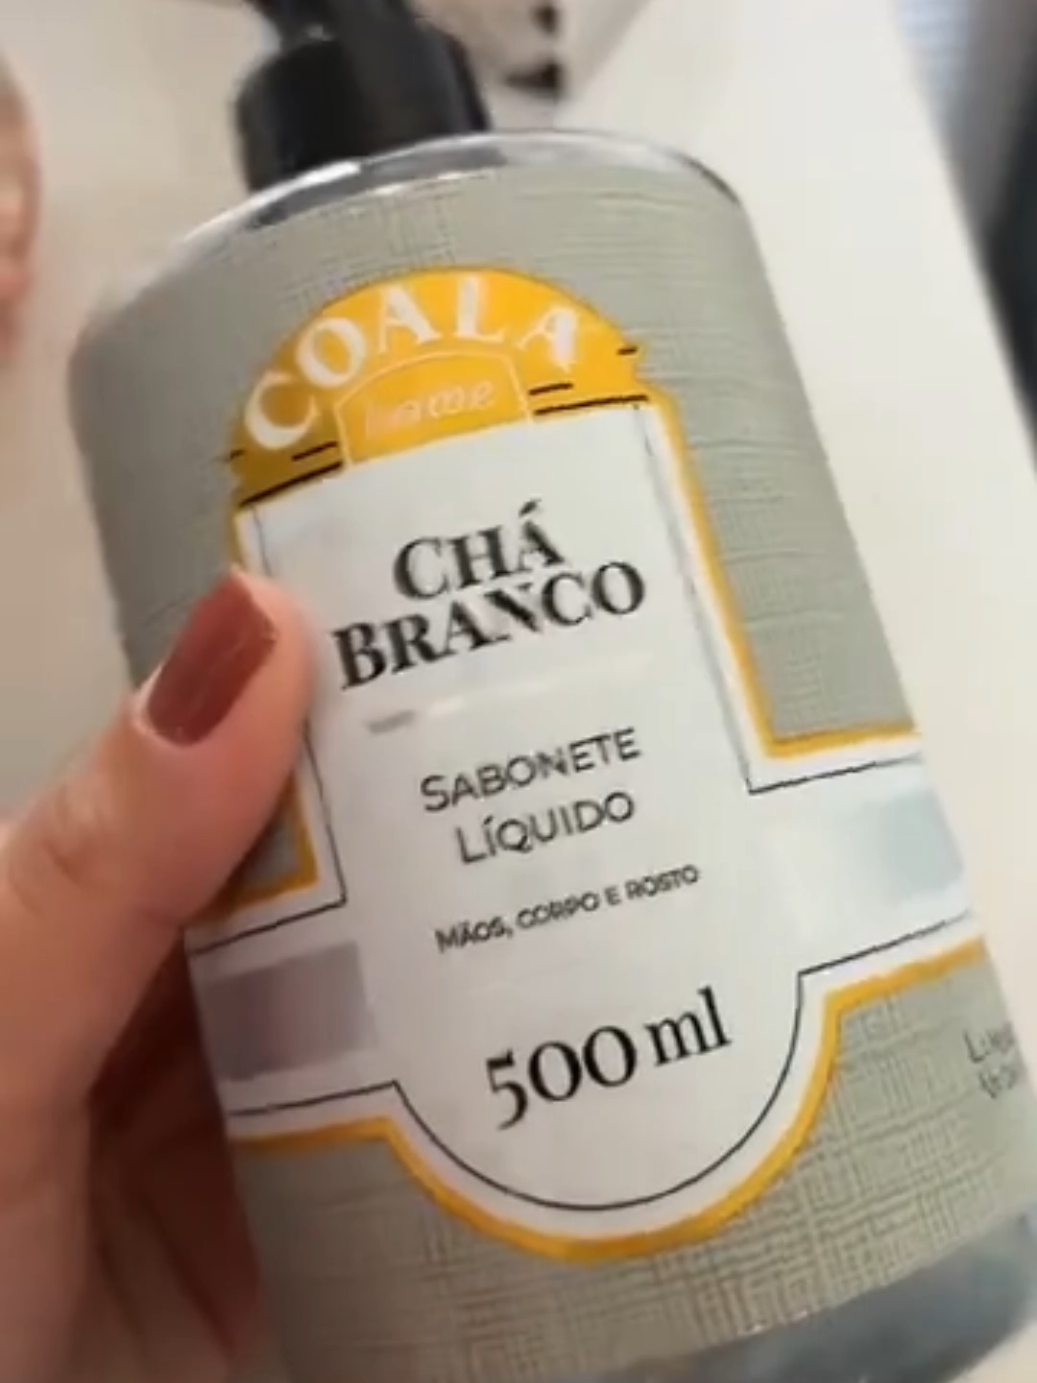 COALA
home
CHÁ
BRANCO
SABONETE
LÍQUIDO
MÃOS, CORPO E ROSTO
500 ml